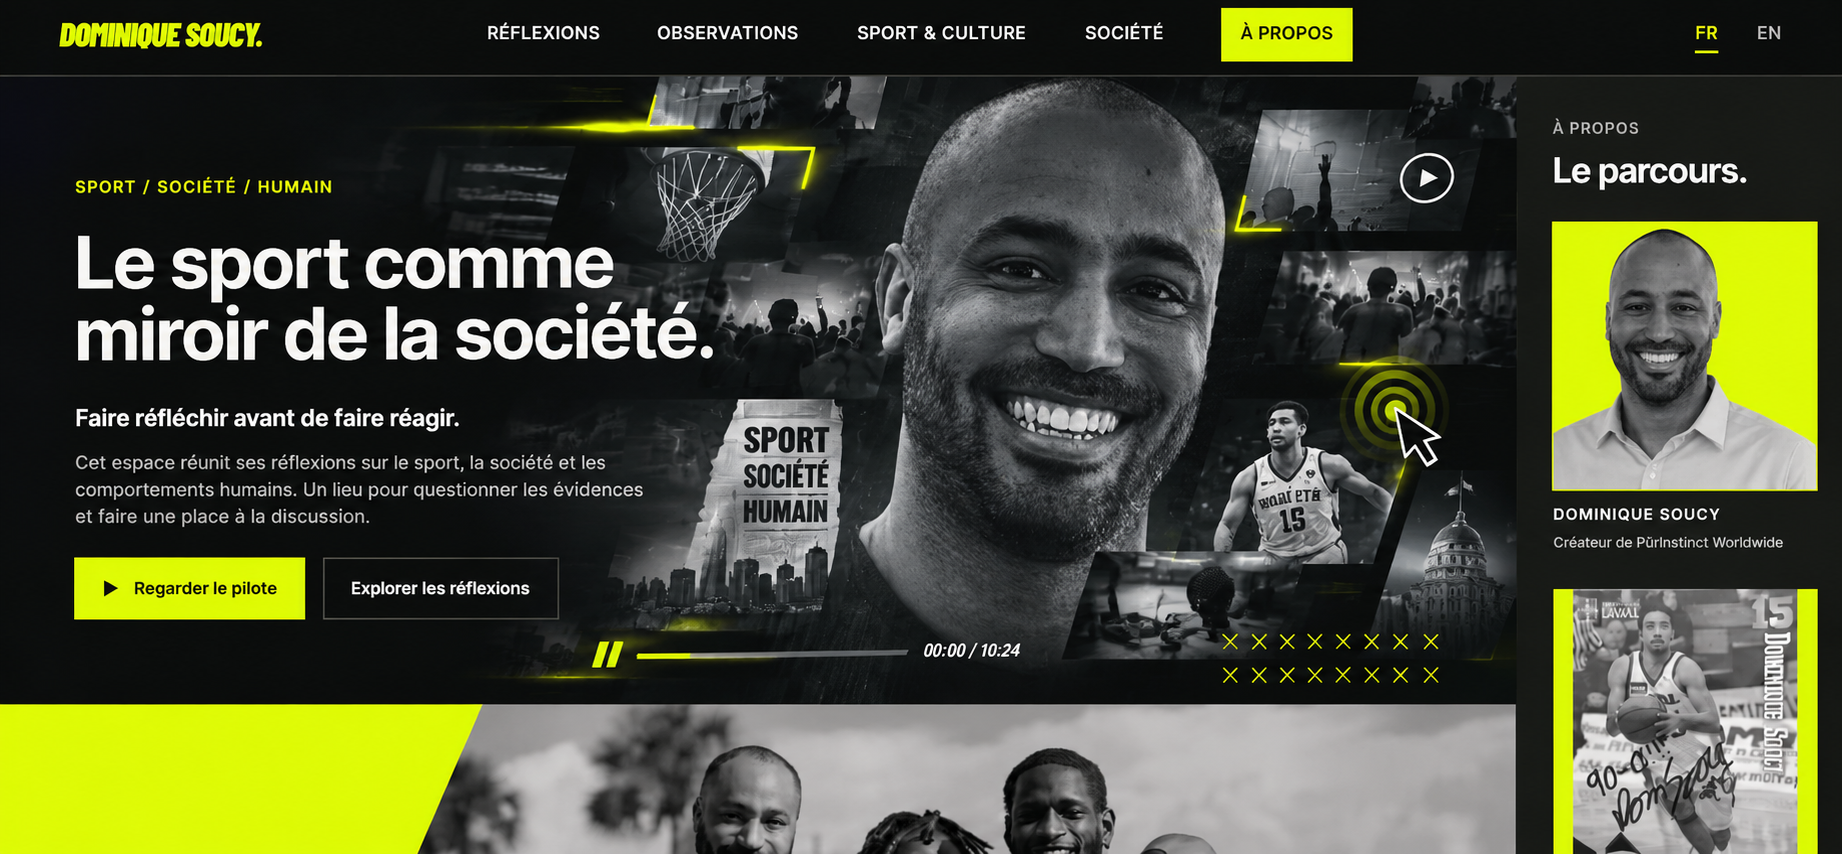 DOMINIQUE SOUCY.
RÉFLEXIONS
OBSERVATIONS
SPORT & CULTURE
SOCIÉTÉ
À PROPOS
FR
EN
SPORT / SOCIÉTÉ / HUMAIN
Le sport comme
miroir de la société.
Faire réfléchir avant de faire réagir.
Cet espace réunit ses réflexions sur le sport, la société et les
comportements humains. Un lieu pour questionner les évidences
et faire une place à la discussion.
Regarder le pilote
Explorer les réflexions
SPORT
SOCIÉTÉ
HUMAIN
15
00:00 / 10:24
À PROPOS
Le parcours.
DOMINIQUE SOUCY
Créateur de PūrInstinct Worldwide
LAVAL
15
DOMINIQUE SOUCY
90-0!!!